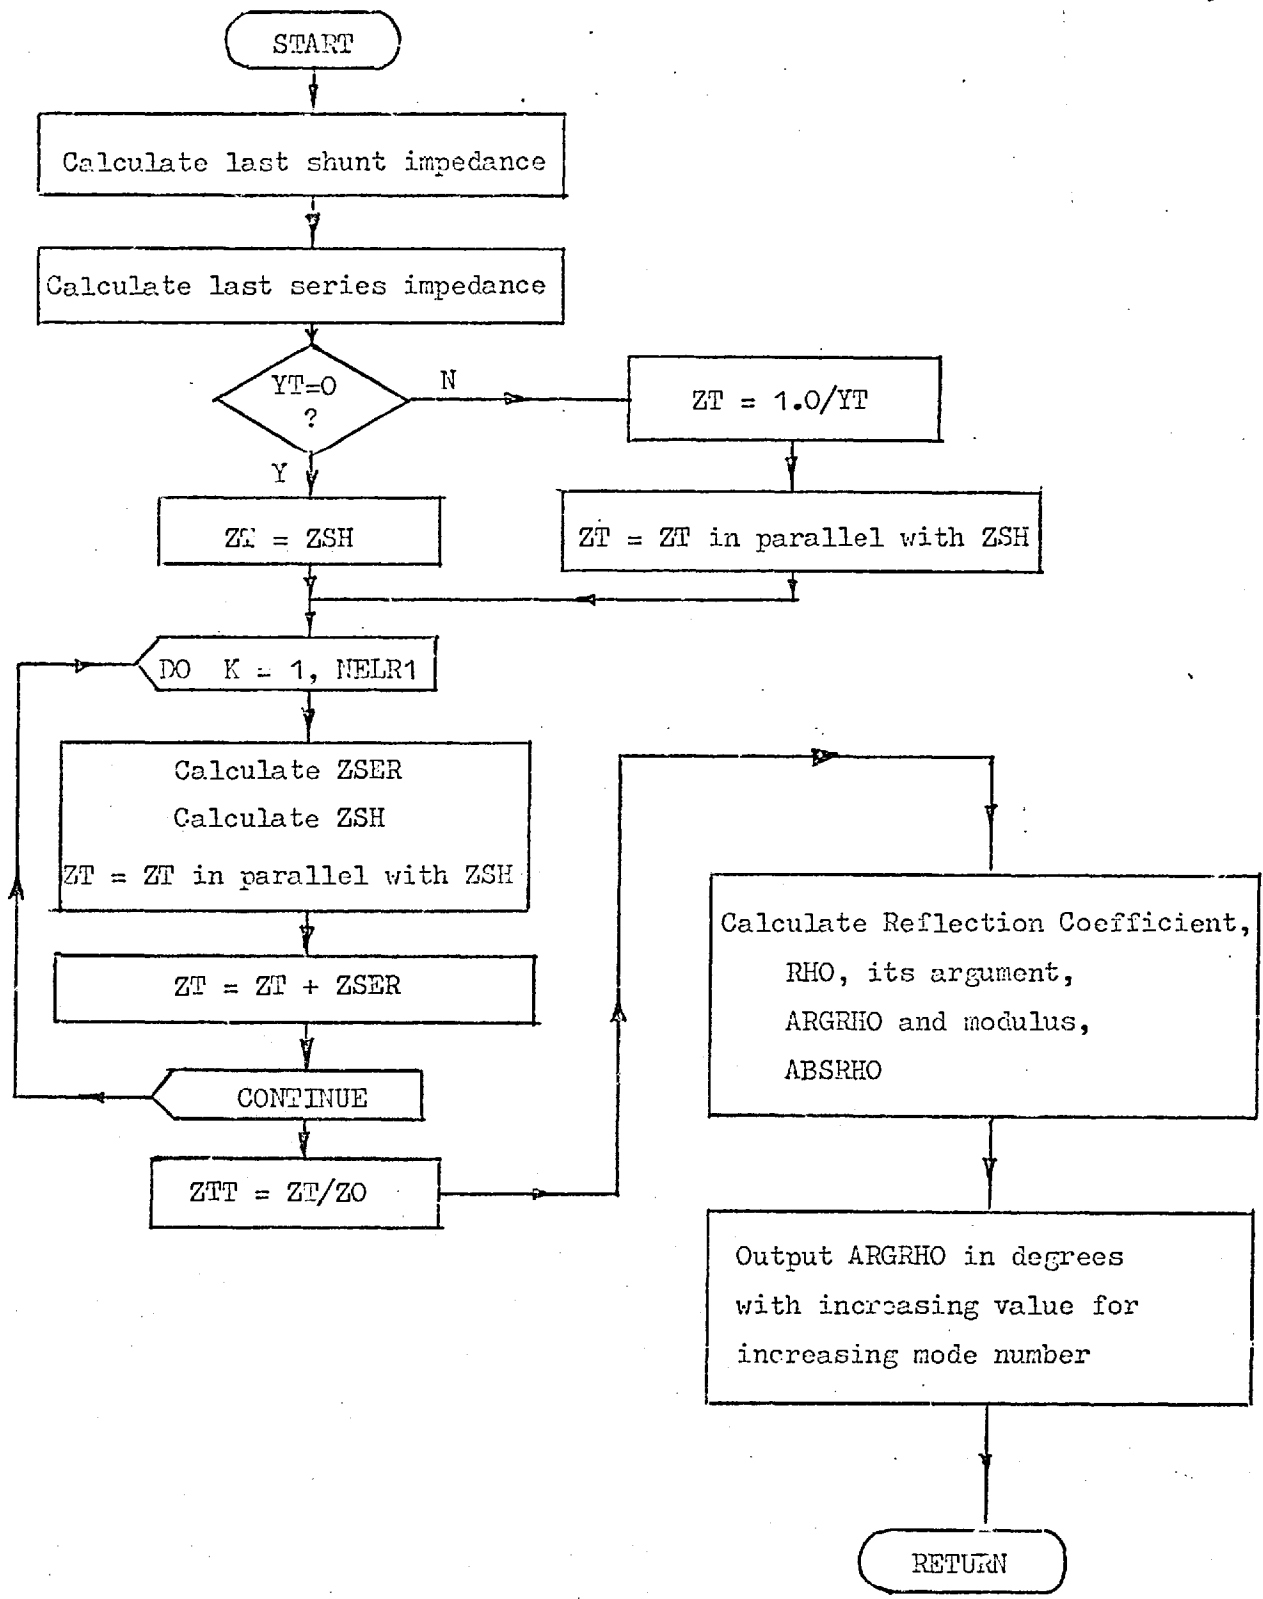 START
Calculate last shunt impedance
Calculate last series impedance
YT=0
?
N
ZT = 1.0/YT
Y
ZT = ZSH
ZT = ZT in parallel with ZSH
DO K = 1, NELR1
Calculate ZSER
Calculate ZSH
ZT = ZT in parallel with ZSH
ZT = ZT + ZSER
CONTINUE
ZTT = ZT/ZO
Calculate Reflection Coefficient,
RHO, its argument,
ARGRHO and modulus,
ABSRHO
Output ARGRHO in degrees
with increasing value for
increasing mode number
RETURN